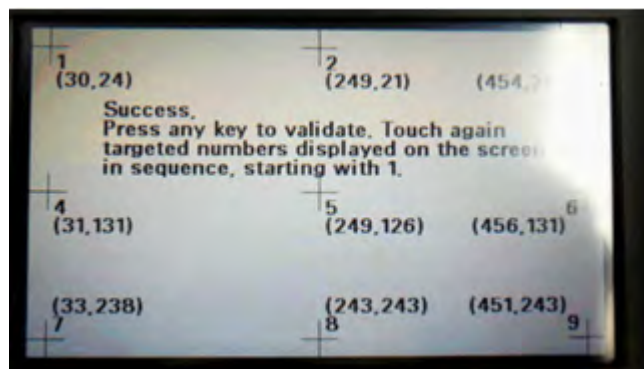 1 2
(30,24) (249,21) (454,
Success.
Press any key to validate. Touch again
targeted numbers displayed on the screen
in sequence, starting with 1.
4 5 6
(31,131) (249,126) (456,131)
(33,238) (243,243) (451,243)
7 8 9